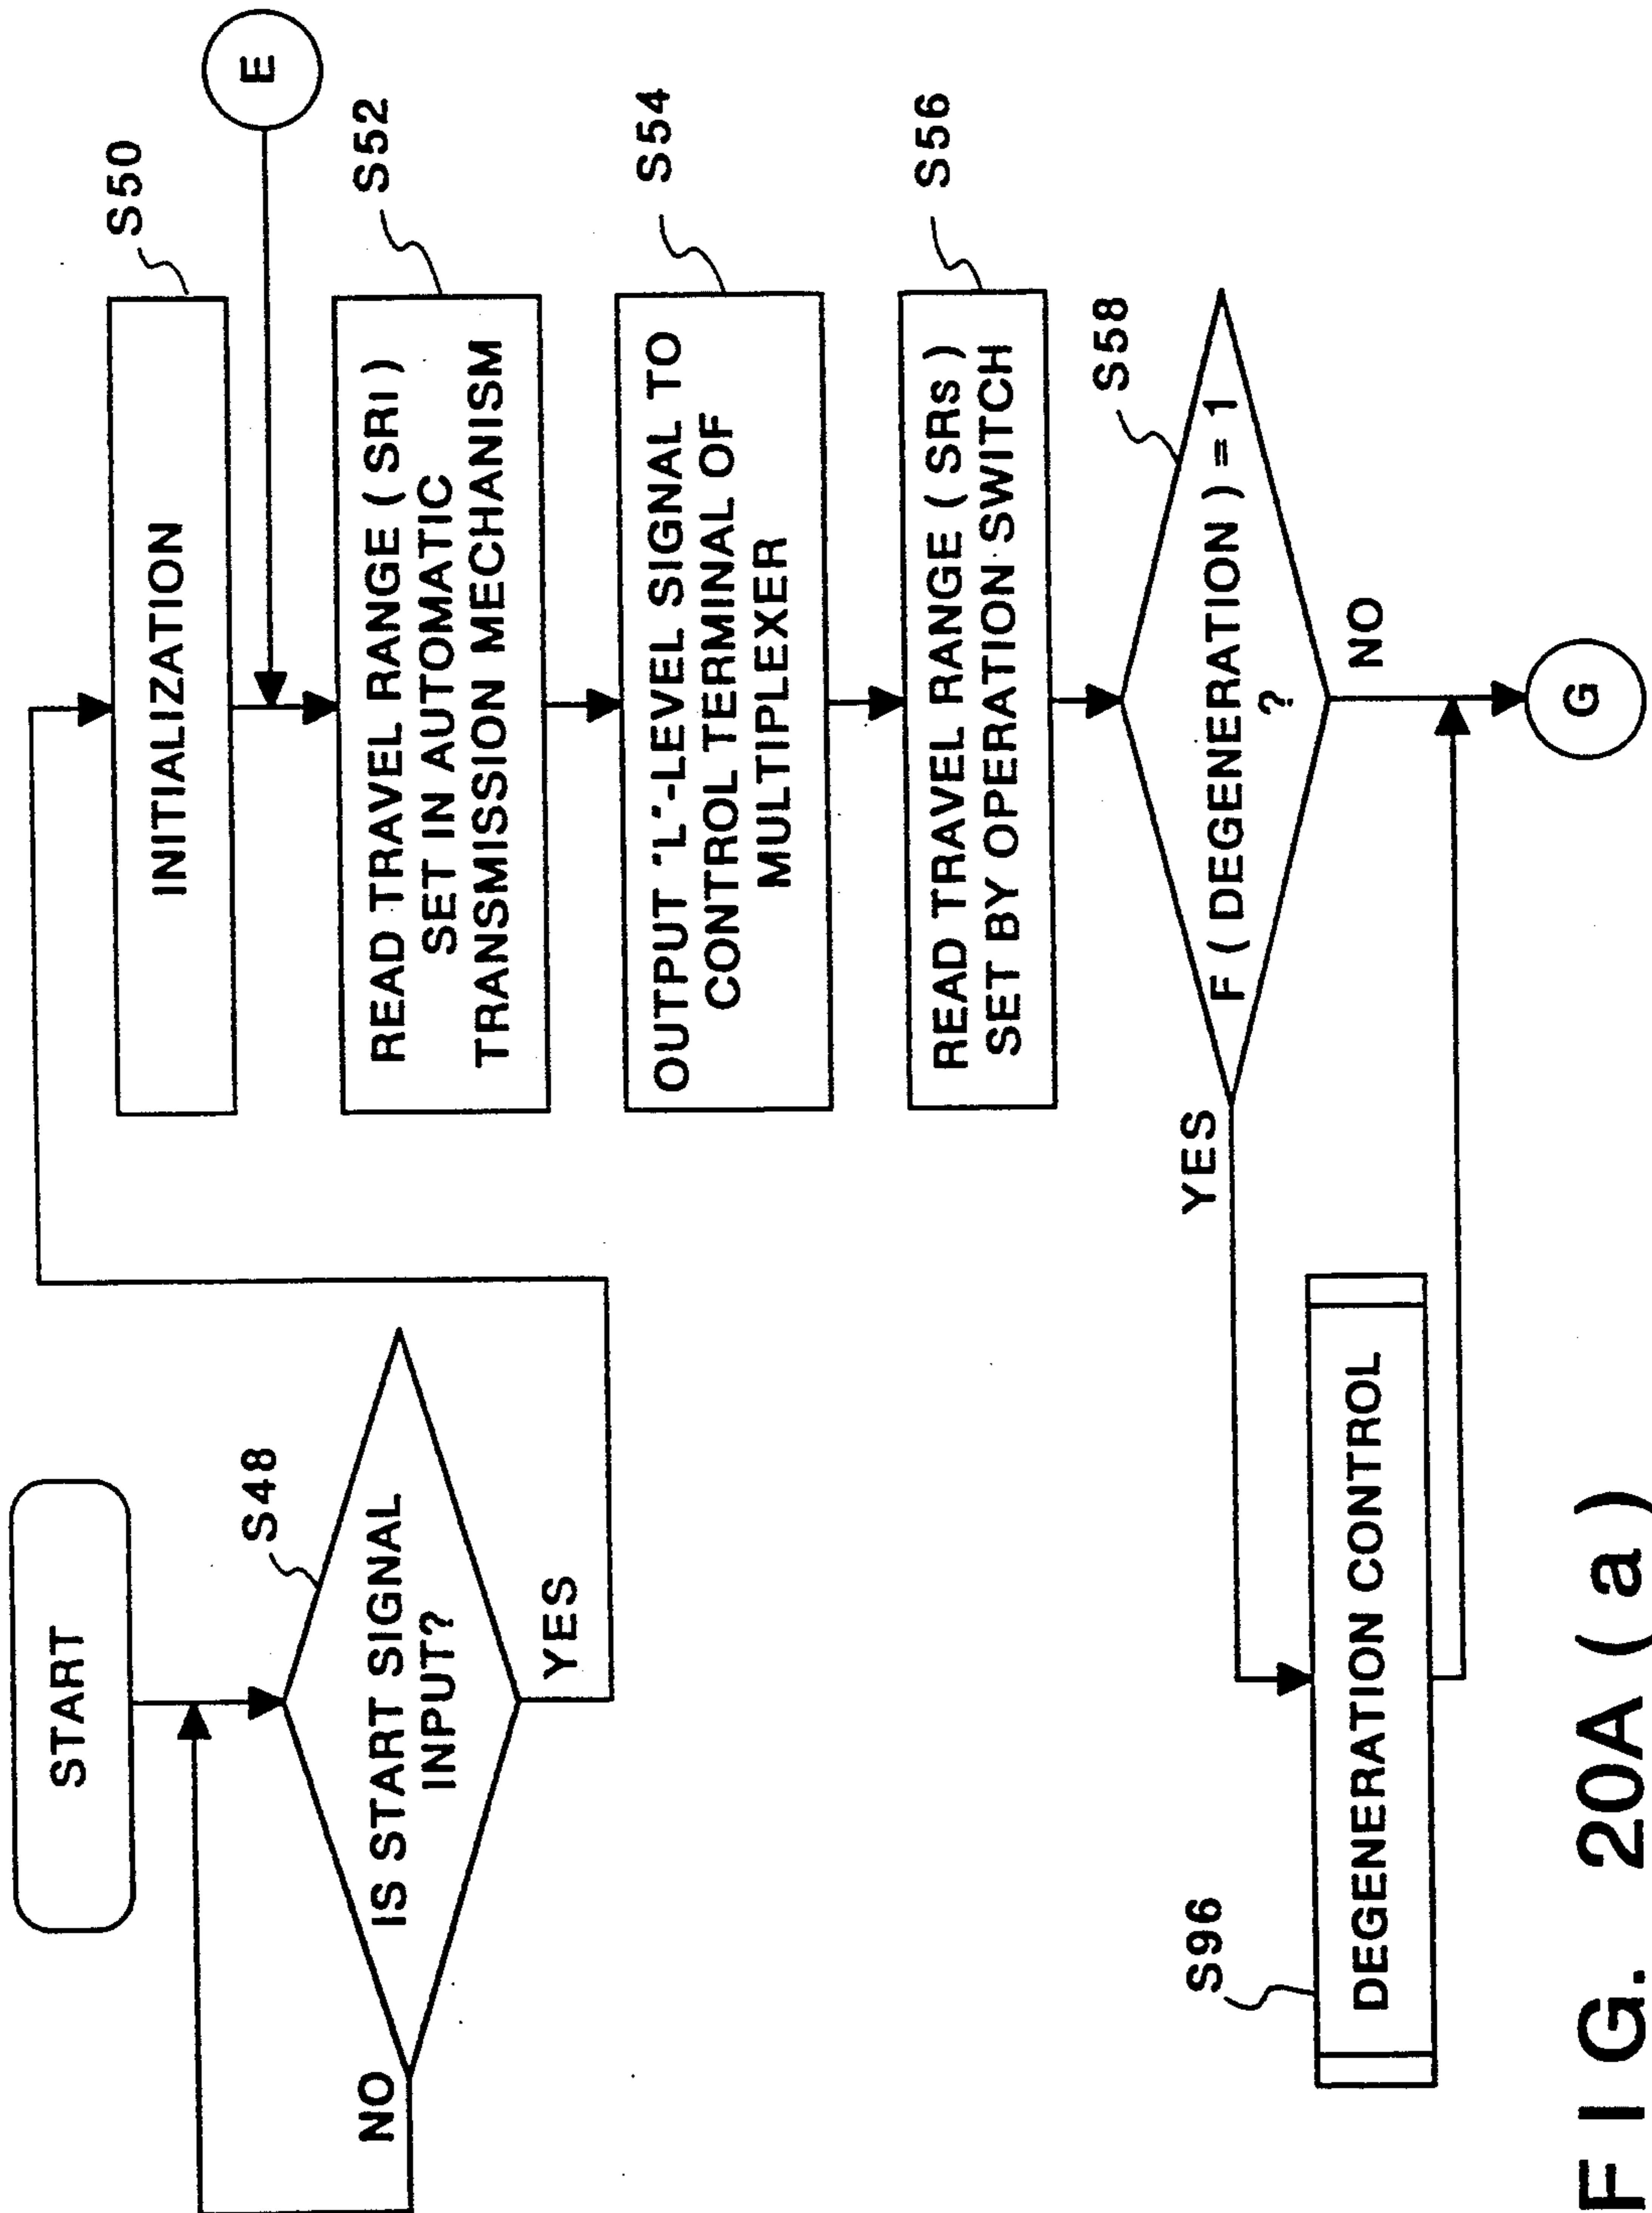 START
S48
IS START SIGNAL
INPUT?
NO
YES
S50
INITIALIZATION
E
S52
READ TRAVEL RANGE ( SRI )
SET IN AUTOMATIC
TRANSMISSION MECHANISM
S54
OUTPUT "L"-LEVEL SIGNAL TO
CONTROL TERMINAL OF
MULTIPLEXER
S56
READ TRAVEL RANGE ( SRs )
SET BY OPERATION SWITCH
S58
F ( DEGENERATION ) = 1
?
YES
NO
S96
DEGENERATION CONTROL
G
FIG. 20A ( a )